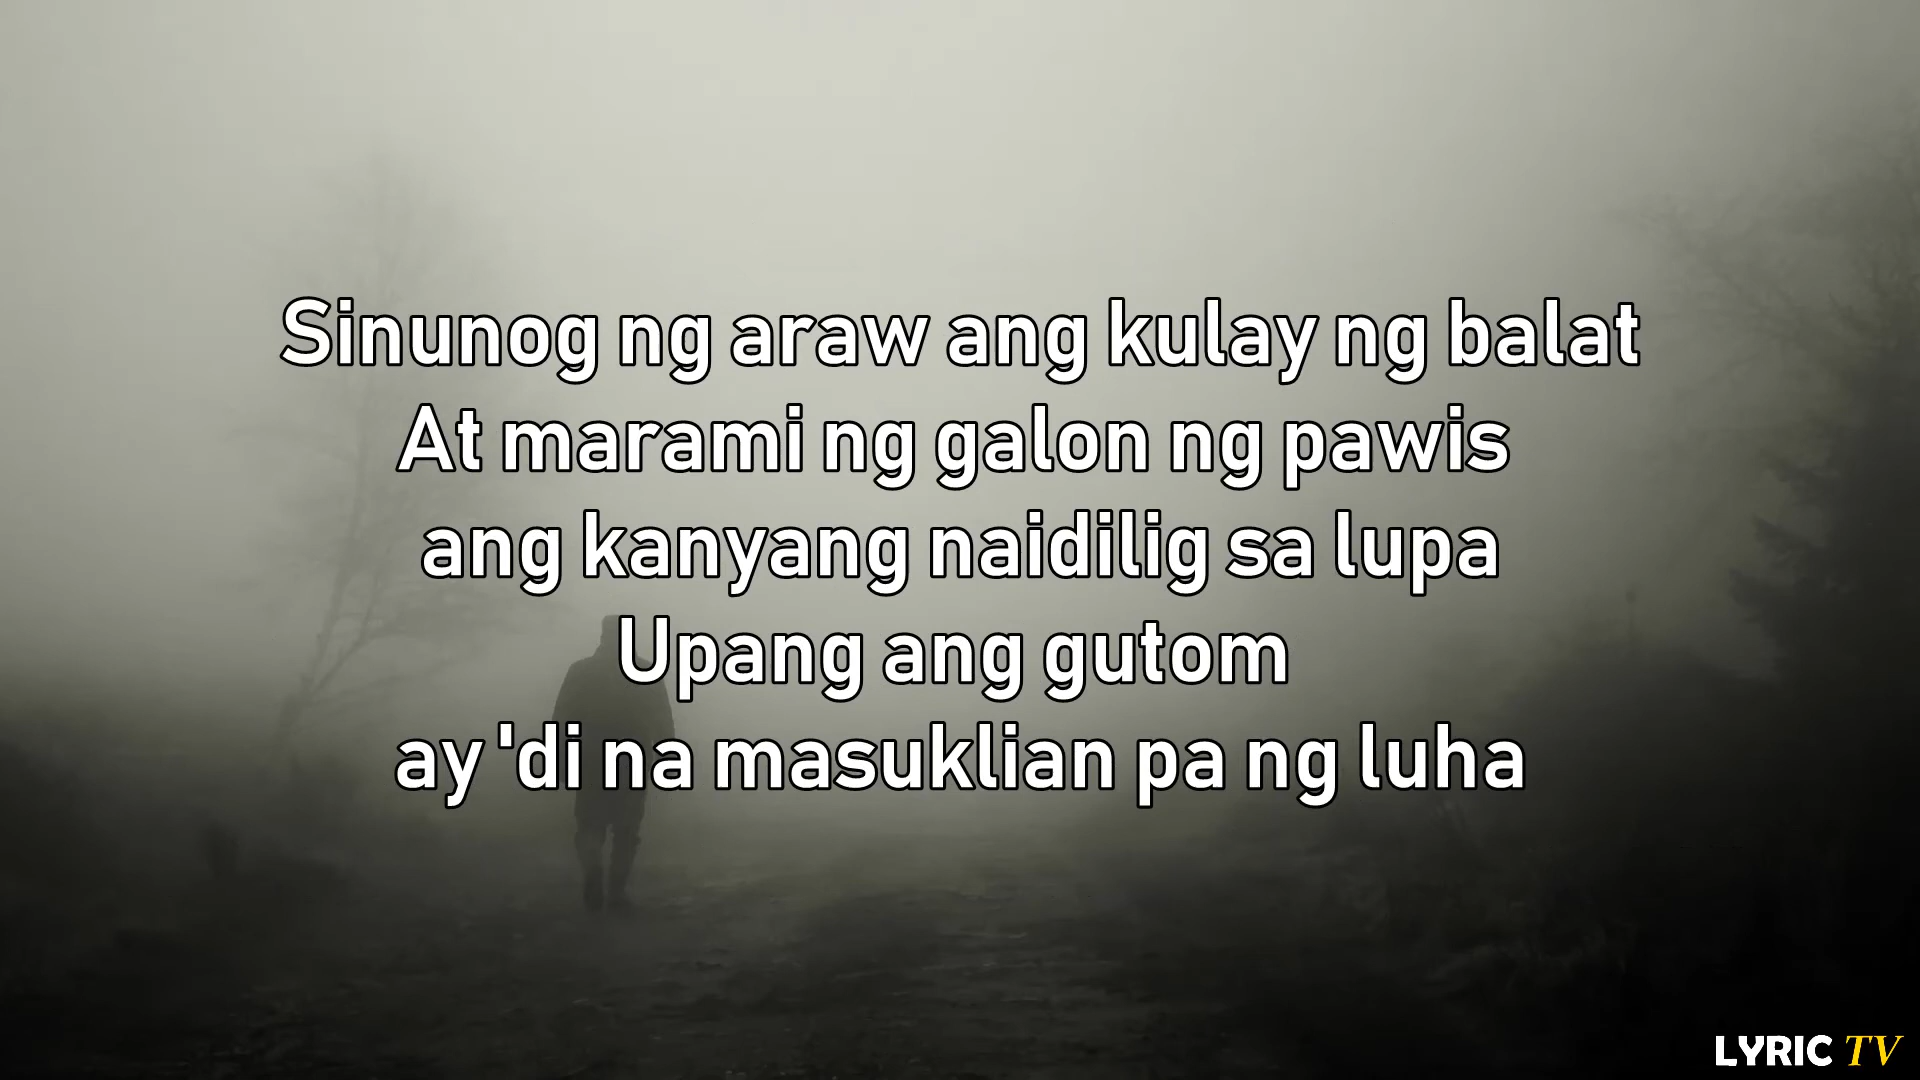 Sinunog ng araw ang kulay ng balat
At marami ng galon ng pawis
ang kanyang naidilig sa lupa
Upang ang gutom
ay 'di na masuklian pa ng luha
LYRIC TV